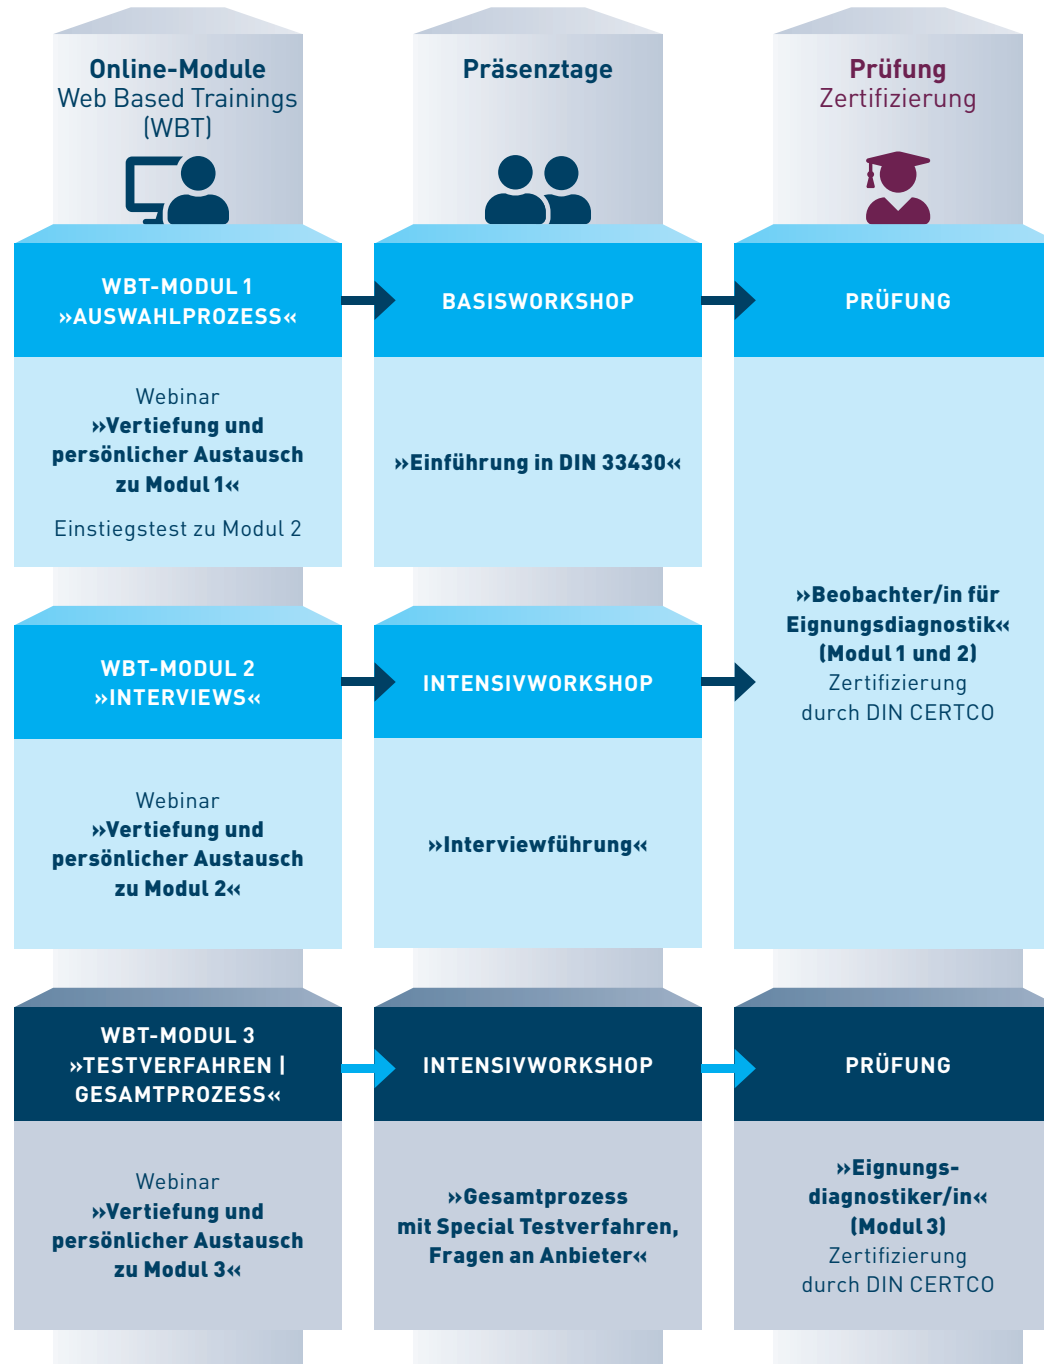 Online-Module
Web Based Trainings
(WBT)
Präsenztage
Prüfung
Zertifizierung
WBT-MODUL 1
»AUSWAHLPROZESS«
BASISWORKSHOP
PRÜFUNG
Webinar
»Vertiefung und
persönlicher Austausch
zu Modul 1«
Einstiegstest zu Modul 2
»Einführung in DIN 33430«
»Beobachter/in für
Eignungsdiagnostik«
(Modul 1 und 2)
Zertifizierung
durch DIN CERTCO
WBT-MODUL 2
»INTERVIEWS«
INTENSIVWORKSHOP
Webinar
»Vertiefung und
persönlicher Austausch
zu Modul 2«
»Interviewführung«
WBT-MODUL 3
»TESTVERFAHREN |
GESAMTPROZESS«
INTENSIVWORKSHOP
PRÜFUNG
Webinar
»Vertiefung und
persönlicher Austausch
zu Modul 3«
»Gesamtprozess
mit Special Testverfahren,
Fragen an Anbieter«
»Eignungs-
diagnostiker/in«
(Modul 3)
Zertifizierung
durch DIN CERTCO